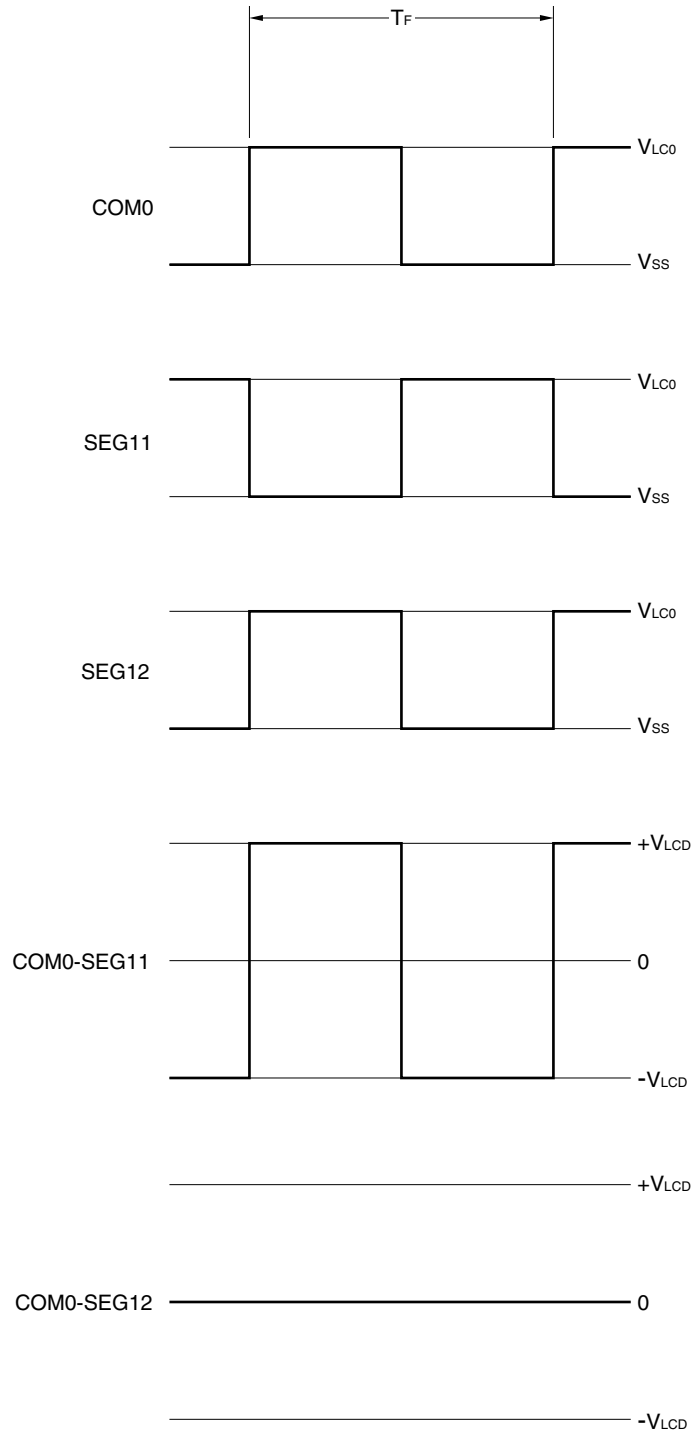 TF
VLC0
COM0
VSS
VLC0
SEG11
VSS
VLC0
SEG12
VSS
+VLCD
COM0-SEG11
0
-VLCD
+VLCD
COM0-SEG12
0
-VLCD